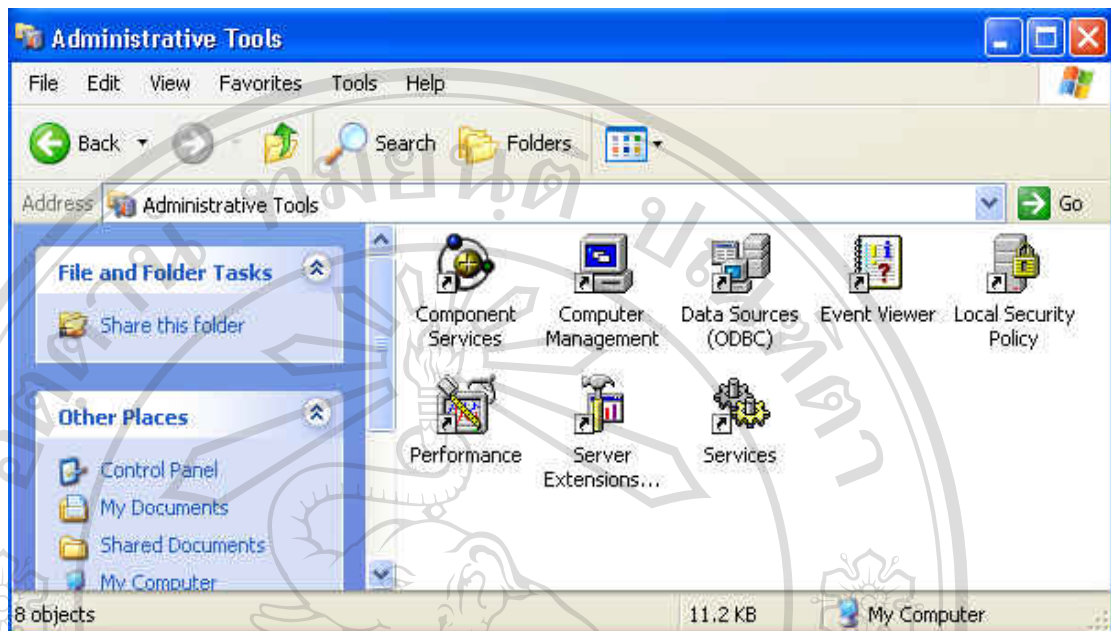 Administrative Tools
File Edit View Favorites Tools Help
Back Search Folders
Address Administrative Tools Go
File and Folder Tasks
Share this folder
Other Places
Control Panel
My Documents
Shared Documents
My Computer
Component Services
Computer Management
Data Sources (ODBC)
Event Viewer
Local Security Policy
Performance
Server Extensions...
Services
8 objects 11.2 KB My Computer